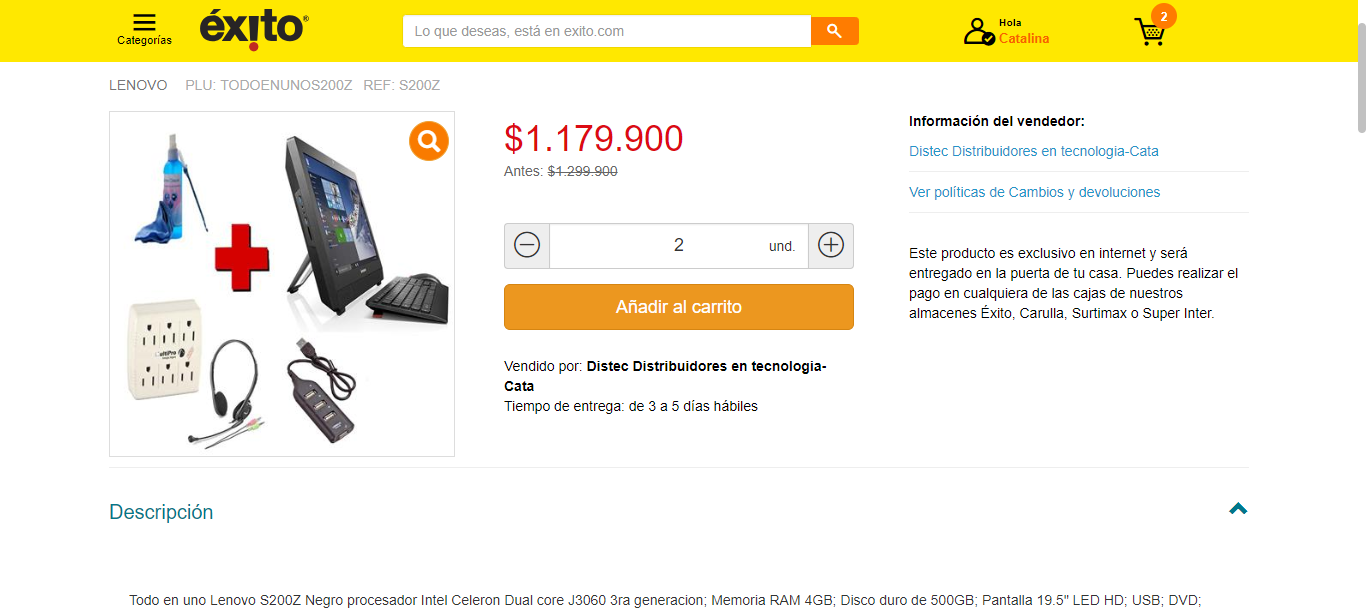 Categorías
éxito®
Lo que deseas, está en exito.com
Hola
Catalina
2
LENOVO PLU: TODOENUNOS200Z REF: S200Z
$1.179.900
Antes: $1.299.900
2 und.
Añadir al carrito
Vendido por: Distec Distribuidores en tecnologia-
Cata
Tiempo de entrega: de 3 a 5 días hábiles
Información del vendedor:
Distec Distribuidores en tecnologia-Cata
Ver políticas de Cambios y devoluciones
Este producto es exclusivo en internet y será
entregado en la puerta de tu casa. Puedes realizar el
pago en cualquiera de las cajas de nuestros
almacenes Éxito, Carulla, Surtimax o Super Inter.
Descripción
Todo en uno Lenovo S200Z Negro procesador Intel Celeron Dual core J3060 3ra generacion; Memoria RAM 4GB; Disco duro de 500GB; Pantalla 19.5" LED HD; USB; DVD;